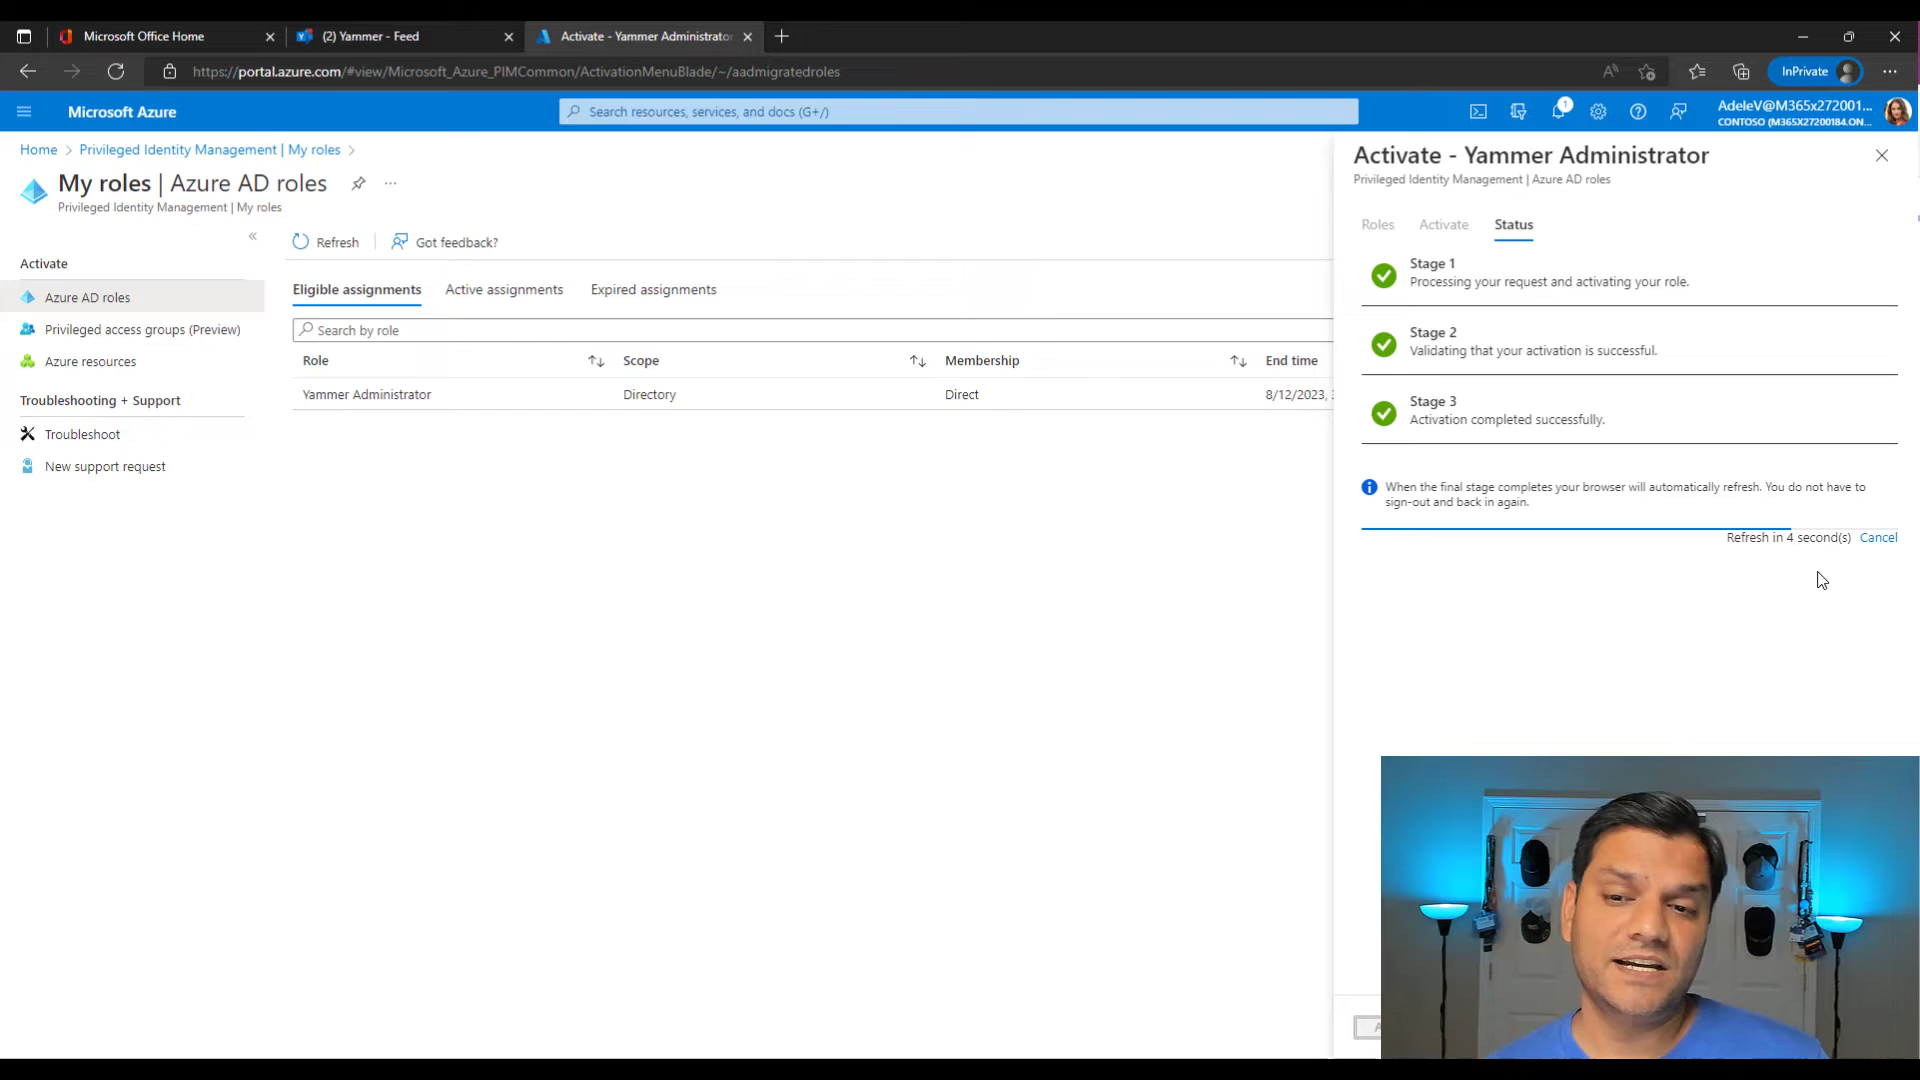 Microsoft Office Home
(2) Yammer - Feed
Activate - Yammer Administrator
https://portal.azure.com/#view/Microsoft_Azure_PIMCommon/ActivationMenuBlade/~/aadmigratedroles
InPrivate
Microsoft Azure
Search resources, services, and docs (G+/)
1
AdeleV@M365x272001...
CONTOSO (M365X27200184.ON...
Home > Privileged Identity Management | My roles >
My roles | Azure AD roles
Privileged Identity Management | My roles
Refresh
Got feedback?
Activate
Azure AD roles
Privileged access groups (Preview)
Azure resources
Troubleshooting + Support
Troubleshoot
New support request
Eligible assignments
Active assignments
Expired assignments
Search by role
Role Scope Membership End time
Yammer Administrator Directory Direct 8/12/2023,
Activate - Yammer Administrator
Privileged Identity Management | Azure AD roles
Roles Activate Status
Stage 1
Processing your request and activating your role.
Stage 2
Validating that your activation is successful.
Stage 3
Activation completed successfully.
When the final stage completes your browser will automatically refresh. You do not have to
sign-out and back in again.
Refresh in 4 second(s) Cancel